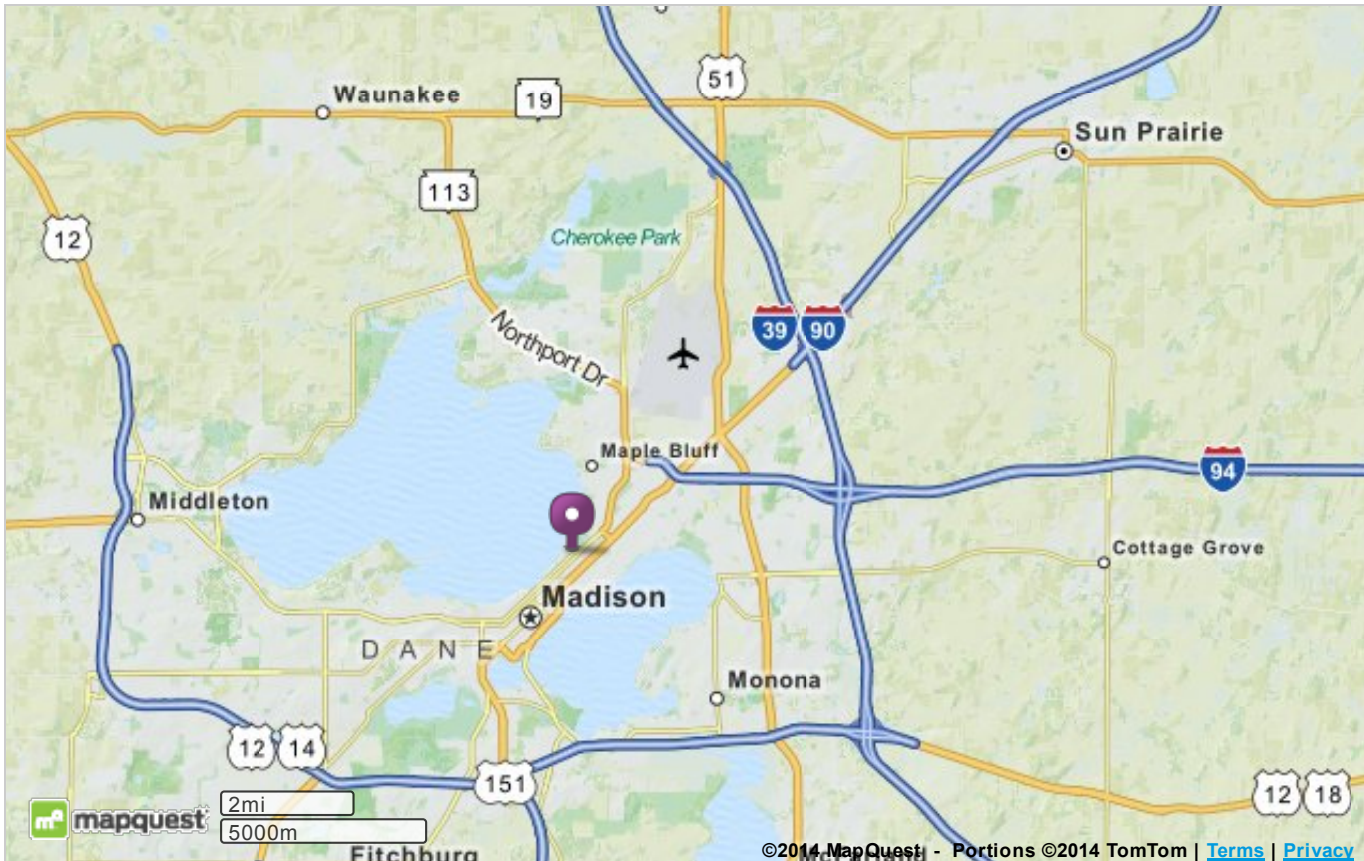 51
Waunakee
19
Sun Prairie
113
12
Cherokee Park
39
90
Northport Dr
Maple Bluff
94
Middleton
Cottage Grove
Madison
DANE
Monona
12
14
151
12
18
mapquest
2mi
5000m
Fitchburg
McFarland
©2014 MapQuest - Portions ©2014 TomTom | Terms | Privacy